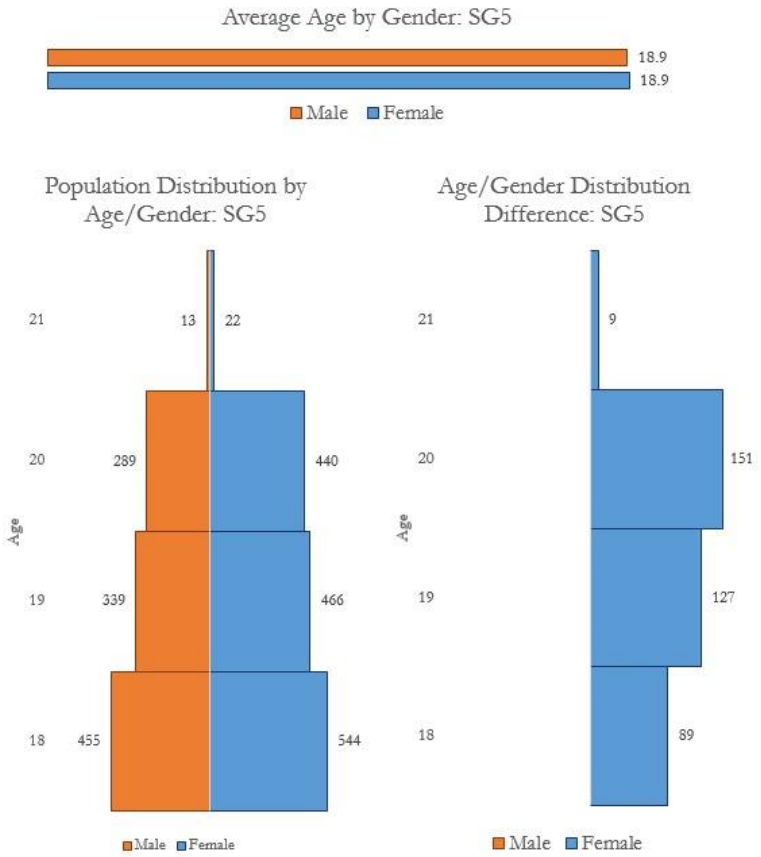 Average Age by Gender: SG5
18.9
18.9
Male Female
Population Distribution by
Age/Gender: SG5
21
13 22
20
289 440
Age
19
339 466
18
455 544
Male Female
Age/Gender Distribution
Difference: SG5
21
9
20
151
Age
19
127
18
89
Male Female